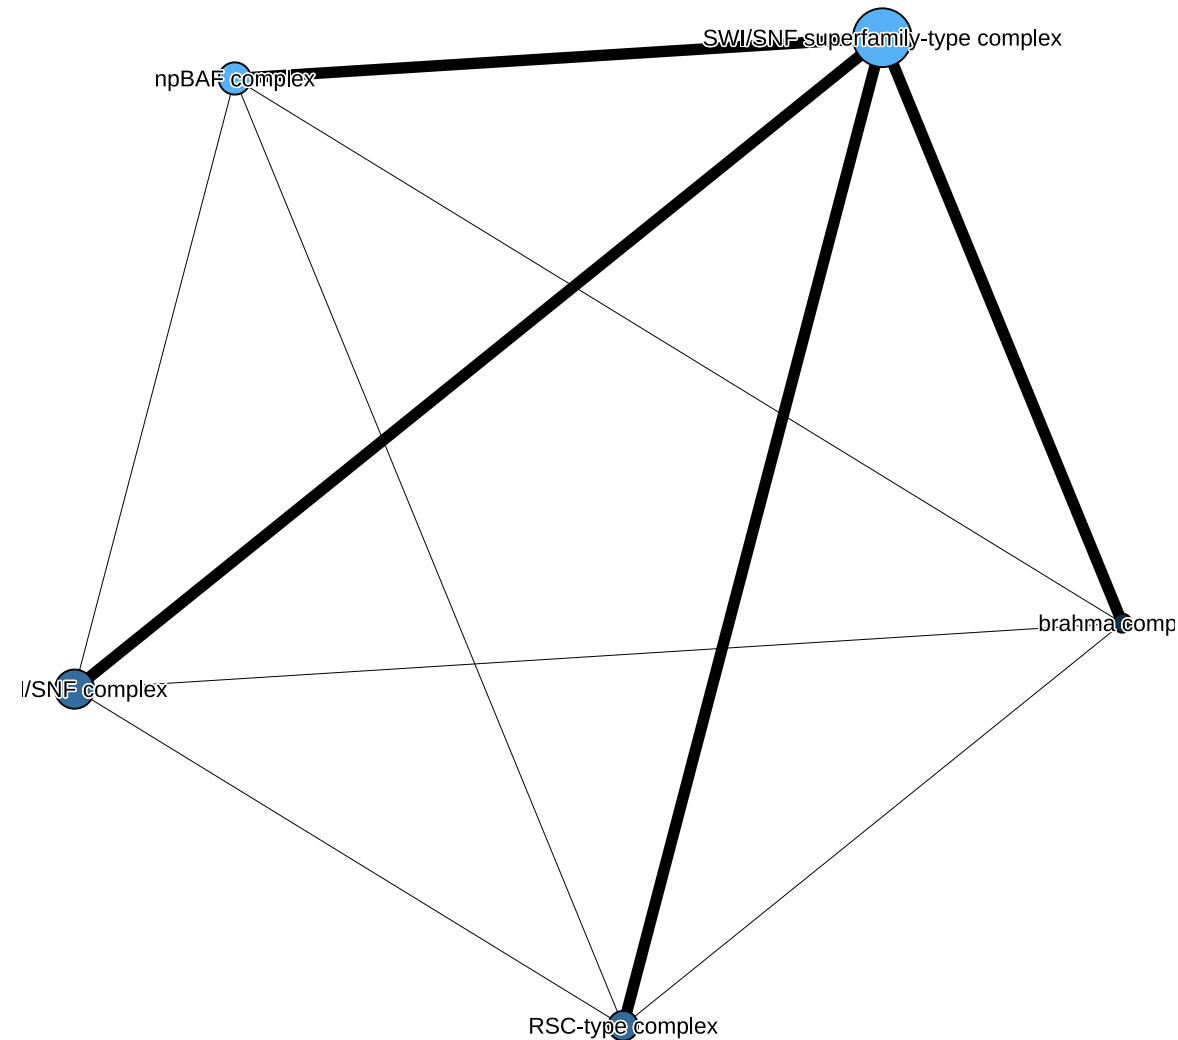 SWI/SNF superfamily-type complex
npBAF complex
brahma comp
I/SNF complex
RSC-type complex